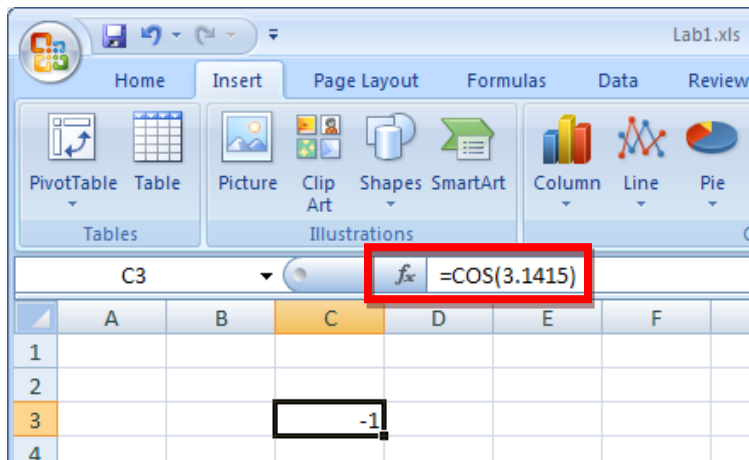 Lab1.xls
Home Insert Page Layout Formulas Data Review
PivotTable Table Picture Clip Art Shapes SmartArt Column Line Pie
Tables Illustrations
C3 fx =COS(3.1415)
A B C D E F
1
2
3 -1
4